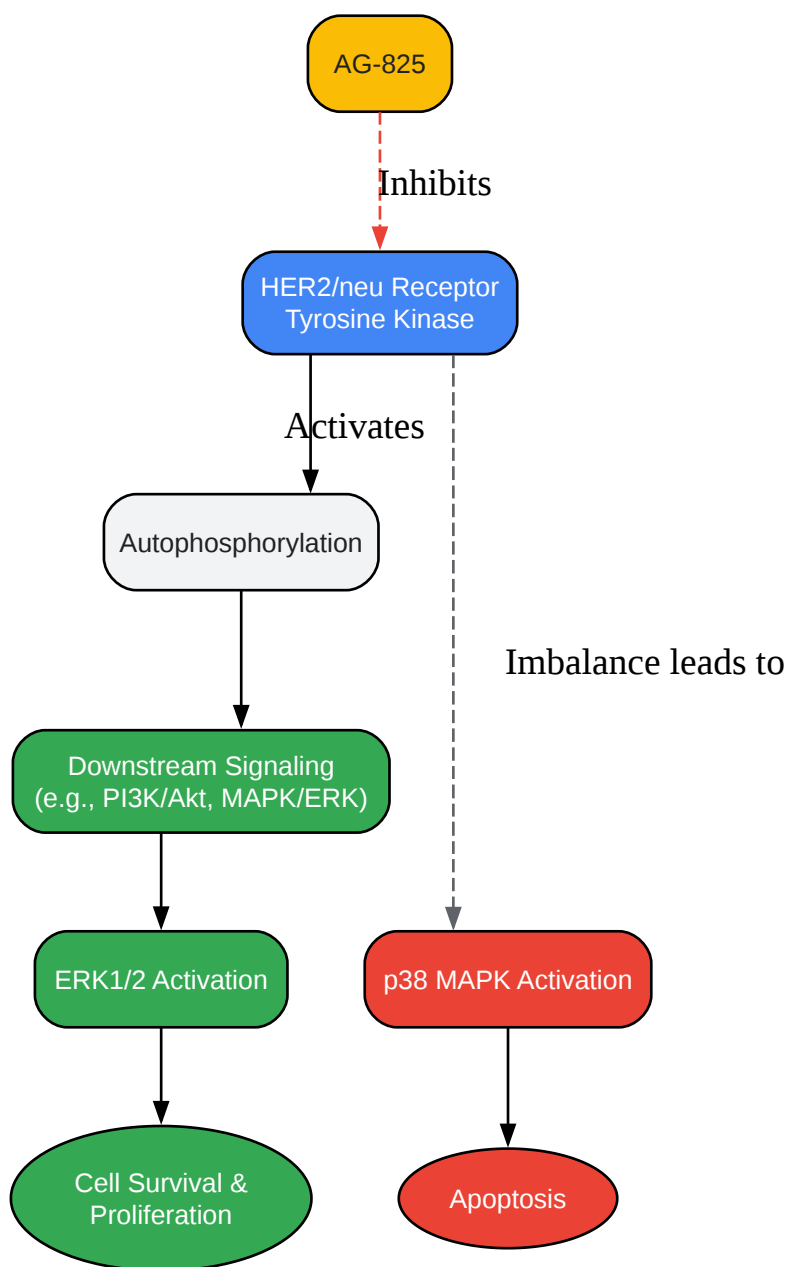 AG-825
Inhibits
HER2/neu Receptor
Tyrosine Kinase
Activates
Autophosphorylation
Imbalance leads to
Downstream Signaling
(e.g., PI3K/Akt, MAPK/ERK)
ERK1/2 Activation
p38 MAPK Activation
Cell Survival &
Proliferation
Apoptosis